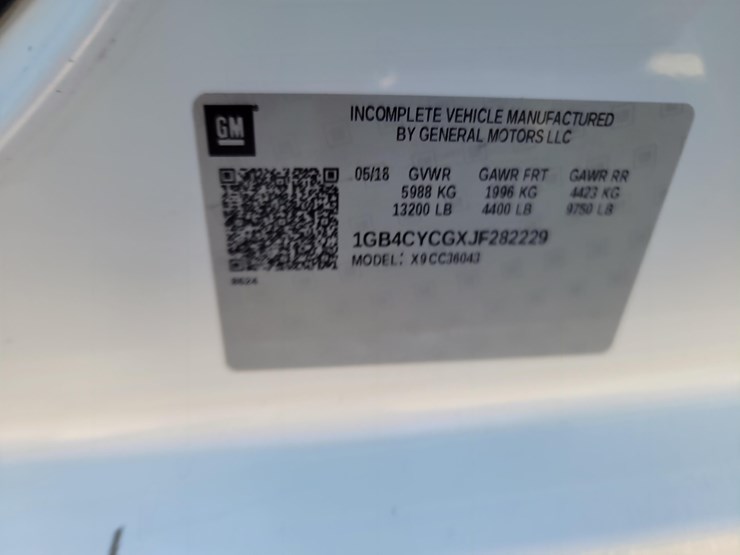 GM
INCOMPLETE VEHICLE MANUFACTURED
BY GENERAL MOTORS LLC
05/18 GVWR GAWR FRT GAWR RR
5988 KG 1996 KG 4423 KG
13200 LB 4400 LB 9750 LB
1GB4CYCGXJF282229
MODEL: X9CC36043